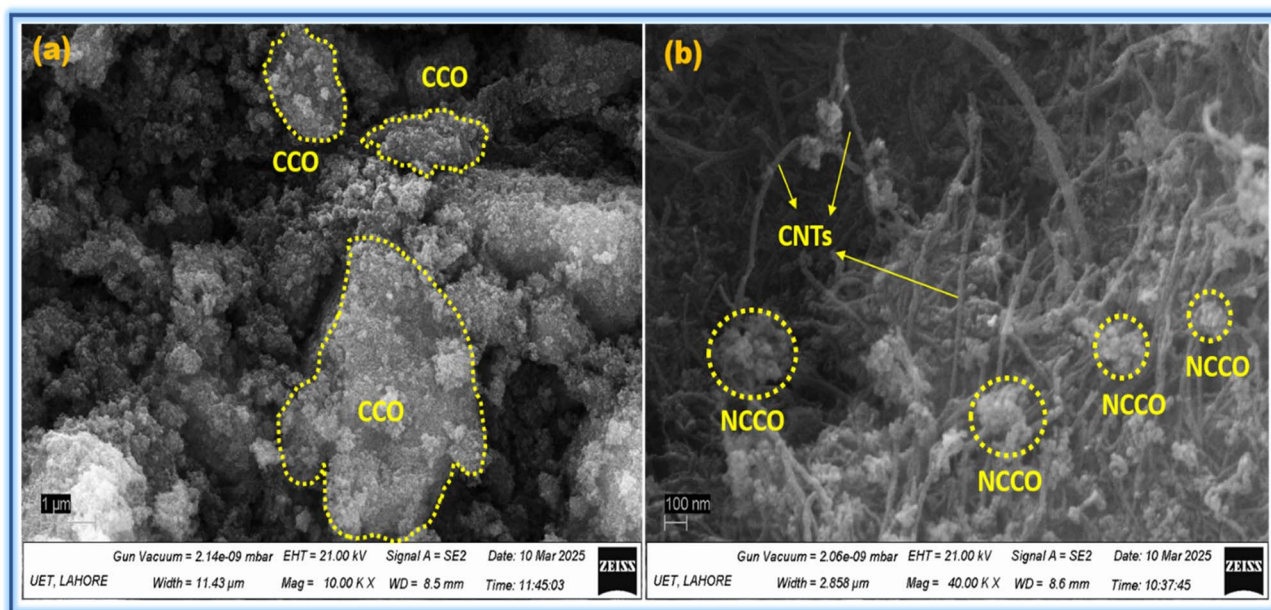 (a)
CCO
CCO
CCO
1 µm
Gun Vacuum = 2.14e-09 mbar EHT = 21.00 kV Signal A = SE2 Date: 10 Mar 2025
UET, LAHORE Width = 11.43 µm Mag = 10.00 K X WD = 8.5 mm Time: 11:45:03
ZEISS
(b)
CNTs
NCCO
NCCO
NCCO
NCCO
100 nm
Gun Vacuum = 2.06e-09 mbar EHT = 21.00 kV Signal A = SE2 Date: 10 Mar 2025
UET, LAHORE Width = 2.858 µm Mag = 40.00 K X WD = 8.6 mm Time: 10:37:45
ZEISS